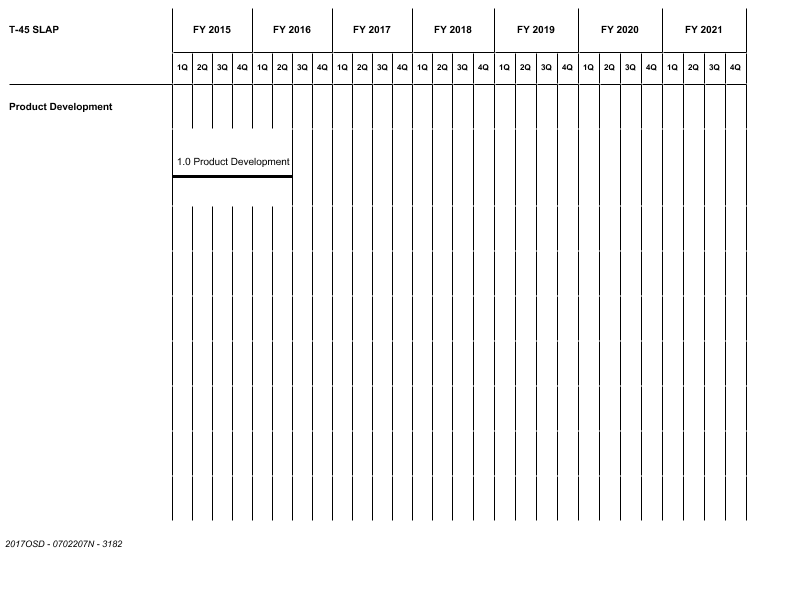 T-45 SLAP FY 2015 FY 2016 FY 2017 FY 2018 FY 2019 FY 2020 FY 2021
1Q 2Q 3Q 4Q 1Q 2Q 3Q 4Q 1Q 2Q 3Q 4Q 1Q 2Q 3Q 4Q 1Q 2Q 3Q 4Q 1Q 2Q 3Q 4Q 1Q 2Q 3Q 4Q
Product Development
1.0 Product Development
2017OSD - 0702207N - 3182